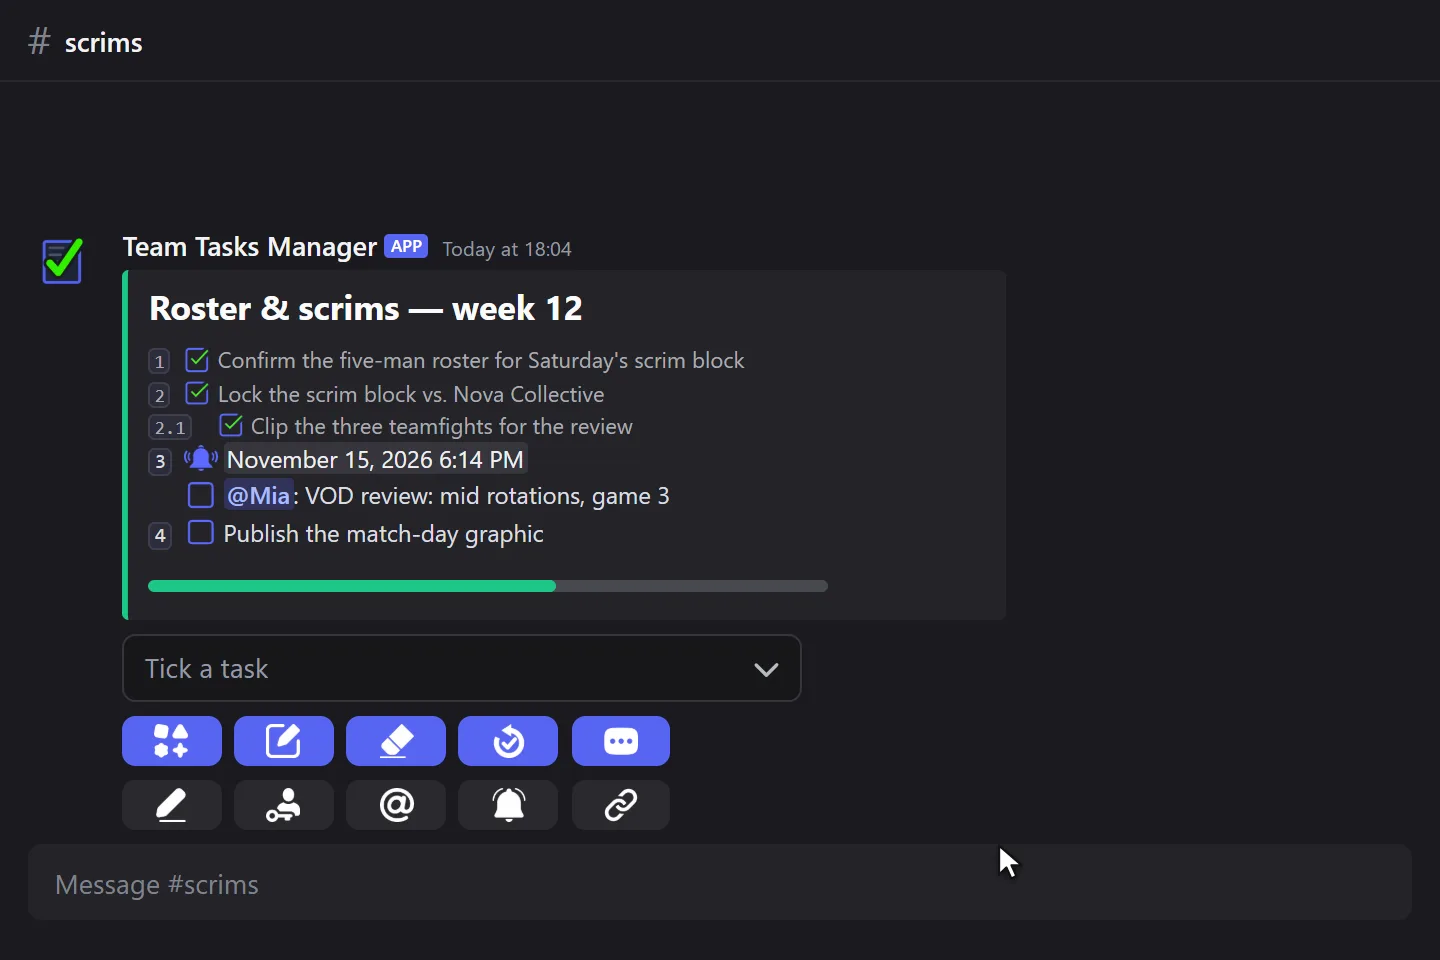 # scrims
Team Tasks Manager APP Today at 18:04
Roster & scrims — week 12
1 Confirm the five-man roster for Saturday's scrim block
2 Lock the scrim block vs. Nova Collective
2.1 Clip the three teamfights for the review
3 November 15, 2026 6:14 PM
@Mia: VOD review: mid rotations, game 3
4 Publish the match-day graphic
Tick a task
Message #scrims